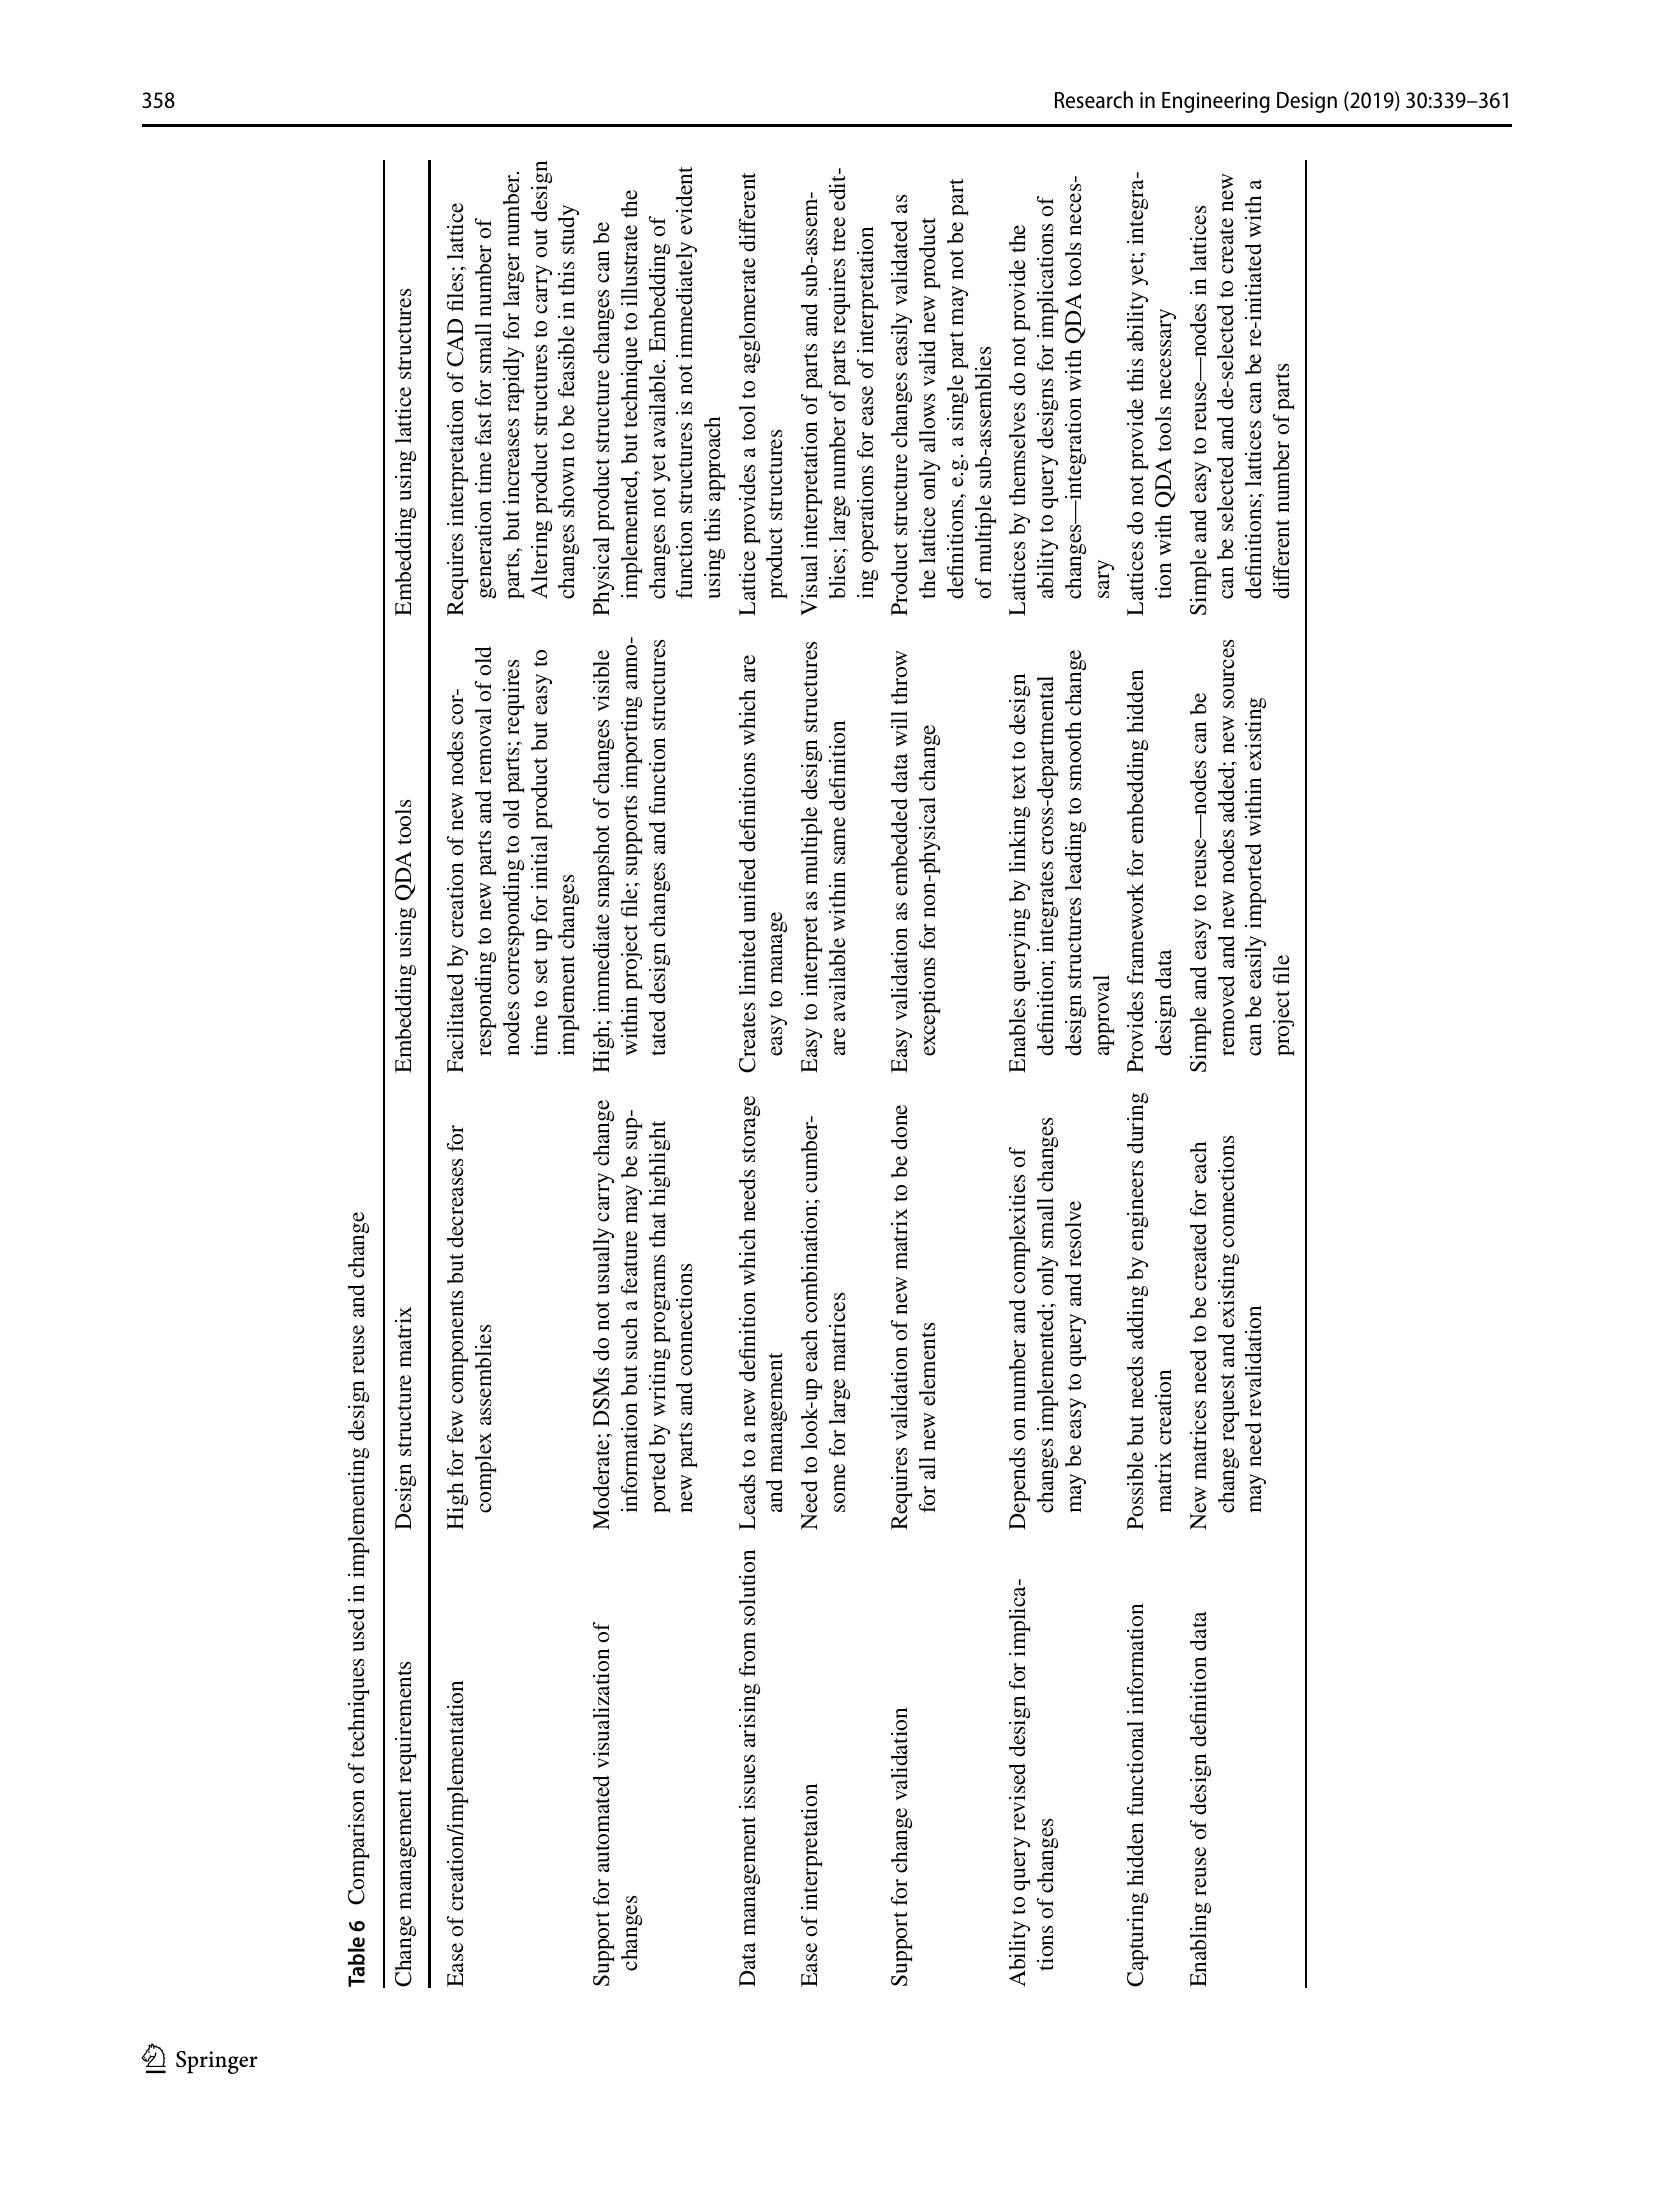 358
Research in Engineering Design (2019) 30:339–361
Table 6 Comparison of techniques used in implementing design reuse and change
Change management requirements
Design structure matrix
Embedding using QDA tools
Embedding using lattice structures
Ease of creation/implementation
High for few components but decreases for
complex assemblies
Facilitated by creation of new nodes cor-
responding to new parts and removal of old
nodes corresponding to old parts; requires
time to set up for initial product but easy to
implement changes
Requires interpretation of CAD files; lattice
generation time fast for small number of
parts, but increases rapidly for larger number.
Altering product structures to carry out design
changes shown to be feasible in this study
Support for automated visualization of
changes
Moderate; DSMs do not usually carry change
information but such a feature may be sup-
ported by writing programs that highlight
new parts and connections
High; immediate snapshot of changes visible
within project file; supports importing anno-
tated design changes and function structures
Physical product structure changes can be
implemented, but technique to illustrate the
changes not yet available. Embedding of
function structures is not immediately evident
using this approach
Data management issues arising from solution
Leads to a new definition which needs storage
and management
Creates limited unified definitions which are
easy to manage
Lattice provides a tool to agglomerate different
product structures
Ease of interpretation
Need to look-up each combination; cumber-
some for large matrices
Easy to interpret as multiple design structures
are available within same definition
Visual interpretation of parts and sub-assem-
blies; large number of parts requires tree edit-
ing operations for ease of interpretation
Support for change validation
Requires validation of new matrix to be done
for all new elements
Easy validation as embedded data will throw
exceptions for non-physical change
Product structure changes easily validated as
the lattice only allows valid new product
definitions, e.g. a single part may not be part
of multiple sub-assemblies
Ability to query revised design for implica-
tions of changes
Depends on number and complexities of
changes implemented; only small changes
may be easy to query and resolve
Enables querying by linking text to design
definition; integrates cross-departmental
design structures leading to smooth change
approval
Lattices by themselves do not provide the
ability to query designs for implications of
changes—integration with QDA tools neces-
sary
Capturing hidden functional information
Possible but needs adding by engineers during
matrix creation
Provides framework for embedding hidden
design data
Lattices do not provide this ability yet; integra-
tion with QDA tools necessary
Enabling reuse of design definition data
New matrices need to be created for each
change request and existing connections
may need revalidation
Simple and easy to reuse—nodes can be
removed and new nodes added; new sources
can be easily imported within existing
project file
Simple and easy to reuse—nodes in lattices
can be selected and de-selected to create new
definitions; lattices can be re-initiated with a
different number of parts
Springer